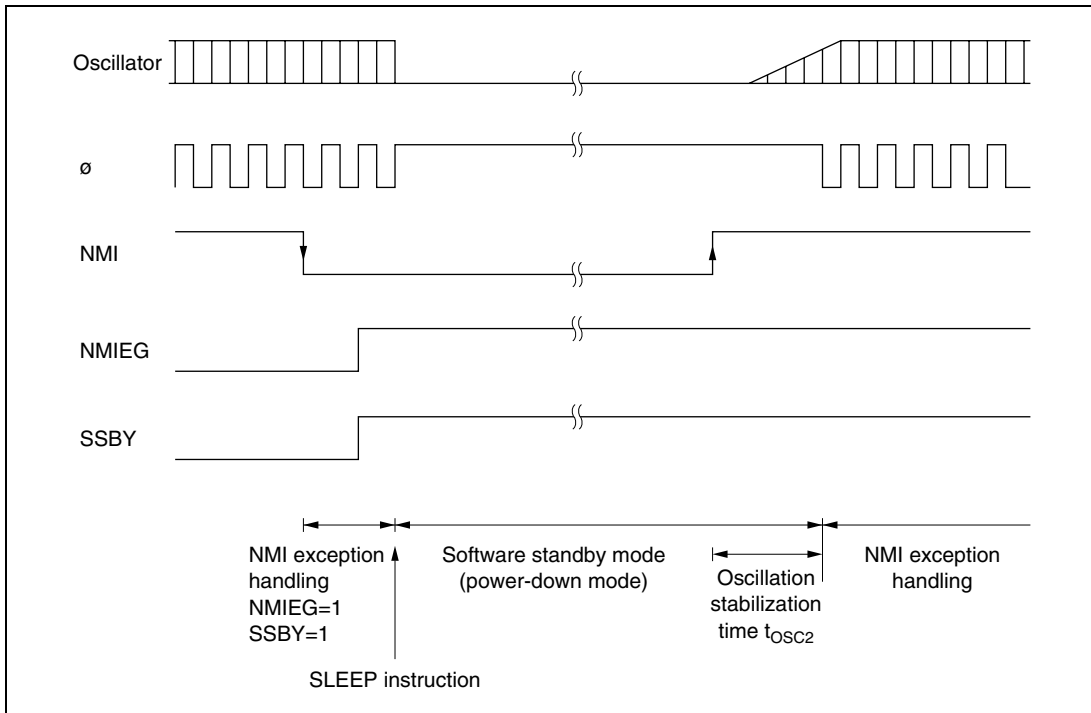 Oscillator
ø
NMI
NMIEG
SSBY
NMI exception
handling
NMIEG=1
SSBY=1
Software standby mode
(power-down mode)
Oscillation
stabilization
time tOSC2
NMI exception
handling
SLEEP instruction